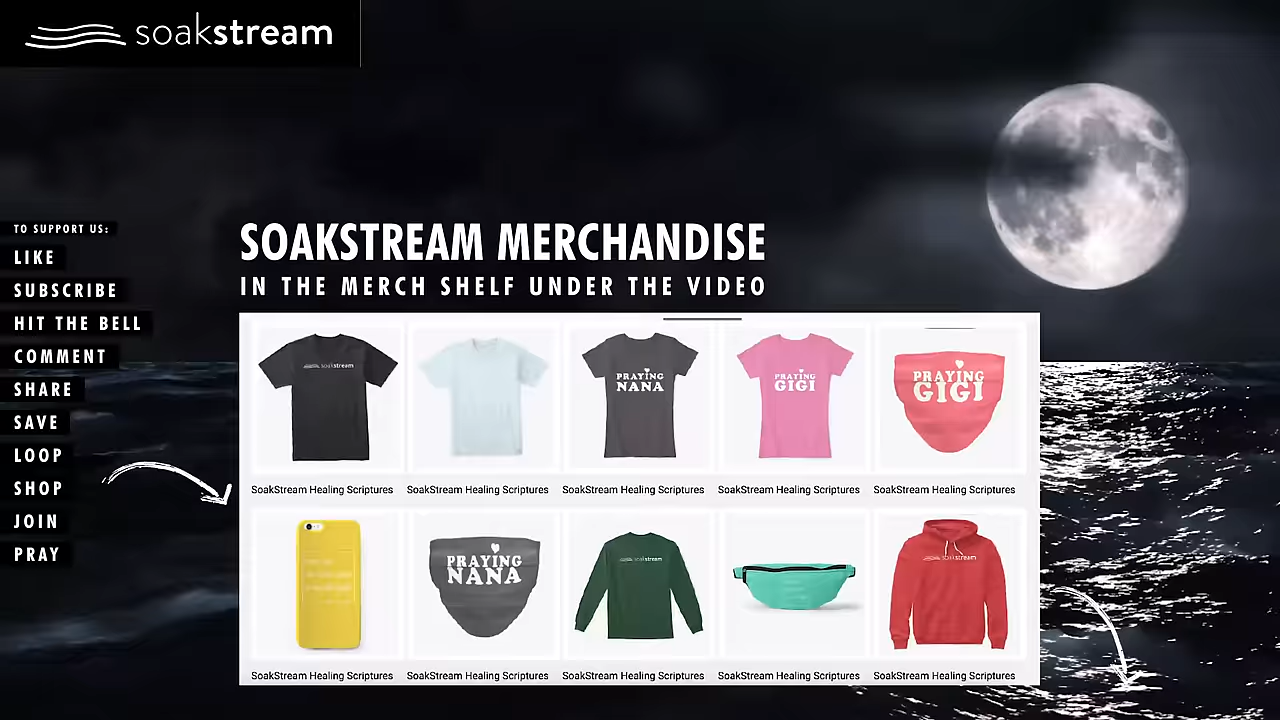 soakstream
TO SUPPORT US:
LIKE
SUBSCRIBE
HIT THE BELL
COMMENT
SHARE
SAVE
LOOP
SHOP
JOIN
PRAY
SOAKSTREAM MERCHANDISE
IN THE MERCH SHELF UNDER THE VIDEO
soakstream
PRAYING
NANA
PRAYING
GIGI
PRAYING
GIGI
SoakStream Healing Scriptures
SoakStream Healing Scriptures
SoakStream Healing Scriptures
SoakStream Healing Scriptures
SoakStream Healing Scriptures
PRAYING
NANA
soakstream
soakstream
SoakStream Healing Scriptures
SoakStream Healing Scriptures
SoakStream Healing Scriptures
SoakStream Healing Scriptures
SoakStream Healing Scriptures